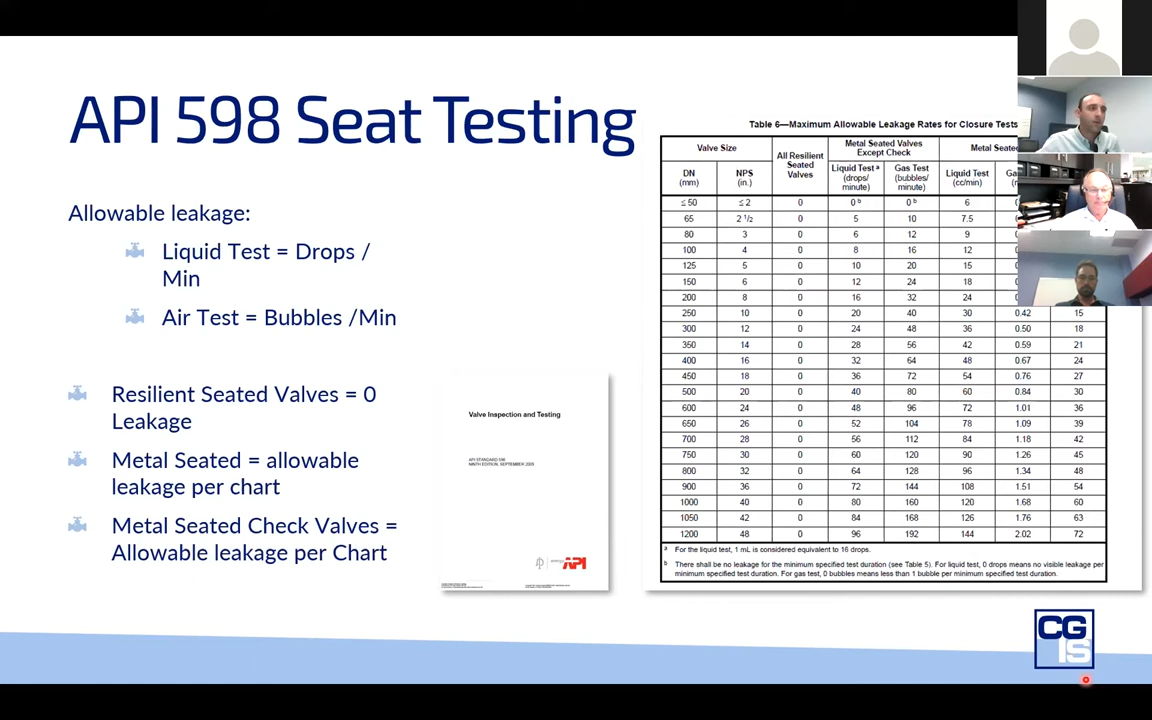 API 598 Seat Testing
Allowable leakage:
Liquid Test = Drops /
Min
Air Test = Bubbles /Min
Resilient Seated Valves = 0
Leakage
Metal Seated = allowable
leakage per chart
Metal Seated Check Valves =
Allowable leakage per Chart
Valve Inspection and Testing
API STANDARD 598
NINTH EDITION, SEPTEMBER 2009
API
Table 6—Maximum Allowable Leakage Rates for Closure Tests
Valve Size
All Resilient
Seated
Valves
Metal Seated Valves
Except Check
Metal Seated
DN
(mm)
NPS
(in.)
Liquid Test a
(drops/
minute)
Gas Test
(bubbles/
minute)
Liquid Test
(cc/min)
≤ 50 ≤ 2 0 0 b 0 b 6
65 2 1/2 0 5 10 7.5
80 3 0 6 12 9
100 4 0 8 16 12
125 5 0 10 20 15
150 6 0 12 24 18
200 8 0 16 32 24
250 10 0 20 40 30 0.42 15
300 12 0 24 48 36 0.50 18
350 14 0 28 56 42 0.59 21
400 16 0 32 64 48 0.67 24
450 18 0 36 72 54 0.76 27
500 20 0 40 80 60 0.84 30
600 24 0 48 96 72 1.01 36
650 26 0 52 104 78 1.09 39
700 28 0 56 112 84 1.18 42
750 30 0 60 120 90 1.26 45
800 32 0 64 128 96 1.34 48
900 36 0 72 144 108 1.51 54
1000 40 0 80 160 120 1.68 60
1050 42 0 84 168 126 1.76 63
1200 48 0 96 192 144 2.02 72
a For the liquid test, 1 mL is considered equivalent to 16 drops.
b There shall be no leakage for the minimum specified test duration (see Table 5). For liquid test, 0 drops means no visible leakage per
minimum specified test duration. For gas test, 0 bubbles means less than 1 bubble per minimum specified test duration.
CG
IS